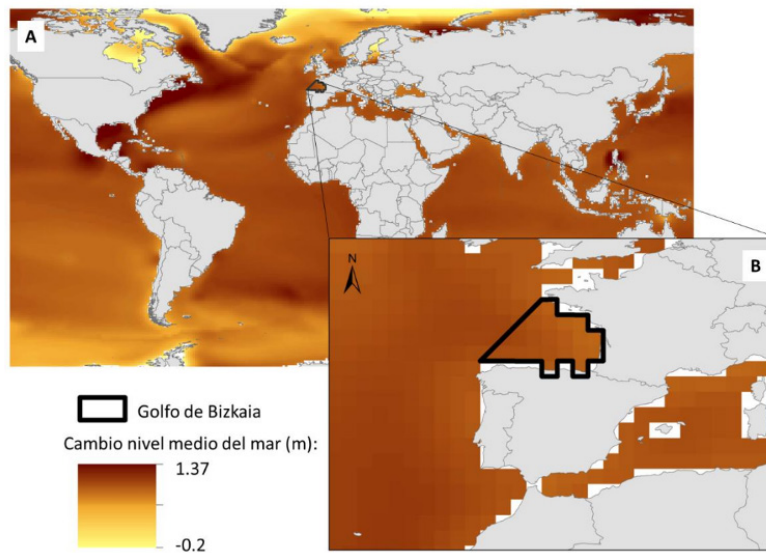 A
B
N
Golfo de Bizkaia
Cambio nivel medio del mar (m):
1.37
-0.2